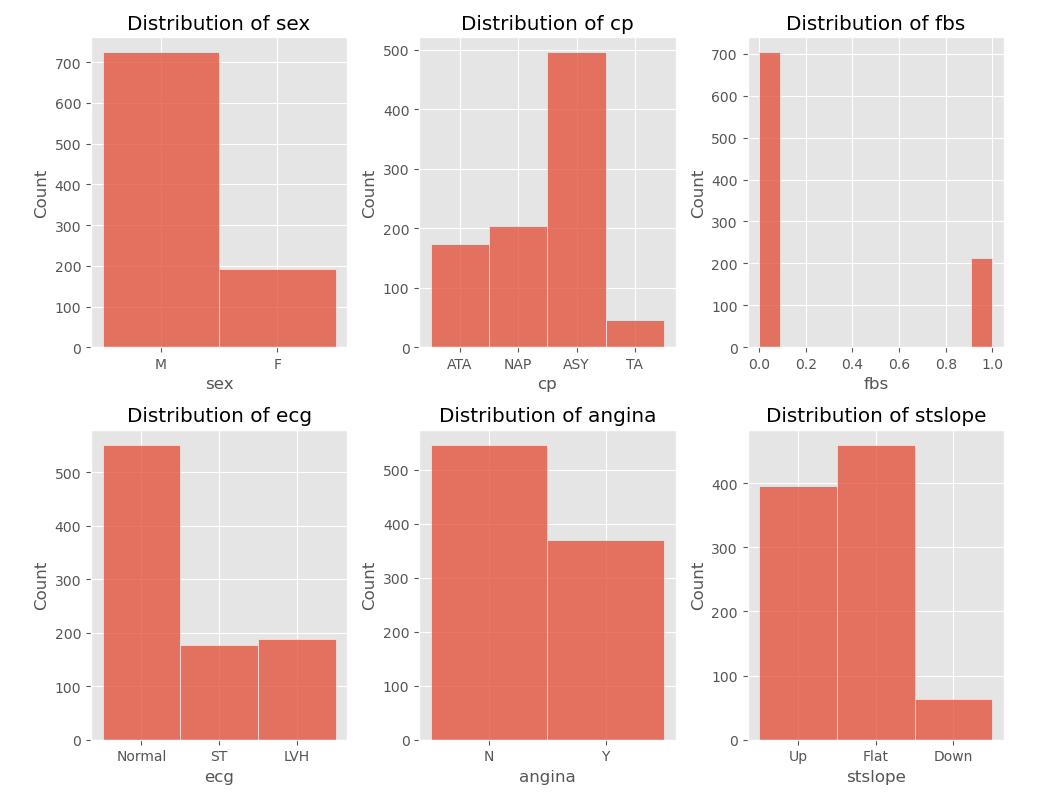 Distribution of sex
Count
700
600
500
400
300
200
100
0
M F
sex
Distribution of cp
Count
500
400
300
200
100
0
ATA NAP ASY TA
cp
Distribution of fbs
Count
700
600
500
400
300
200
100
0
0.0 0.2 0.4 0.6 0.8 1.0
fbs
Distribution of ecg
Count
500
400
300
200
100
0
Normal ST LVH
ecg
Distribution of angina
Count
500
400
300
200
100
0
N Y
angina
Distribution of stslope
Count
400
300
200
100
0
Up Flat Down
stslope